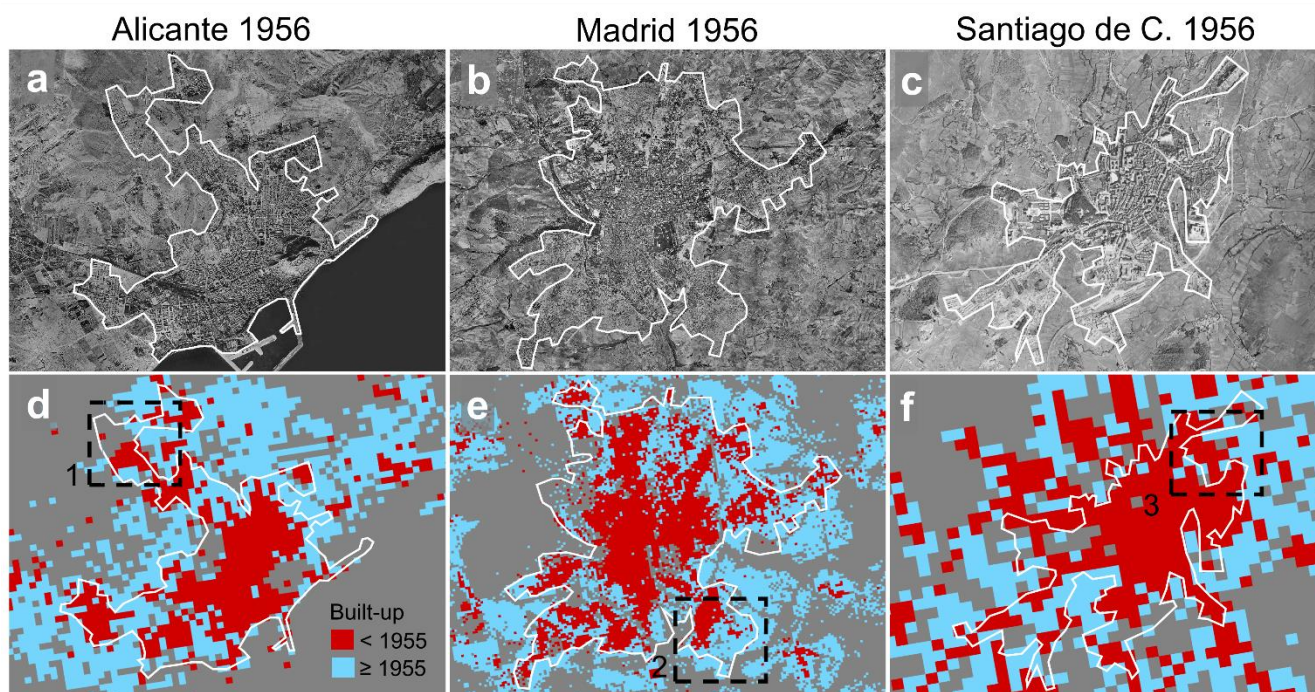 Alicante 1956
Madrid 1956
Santiago de C. 1956
a
b
c
d
e
f
1
2
3
Built-up
< 1955
≥ 1955